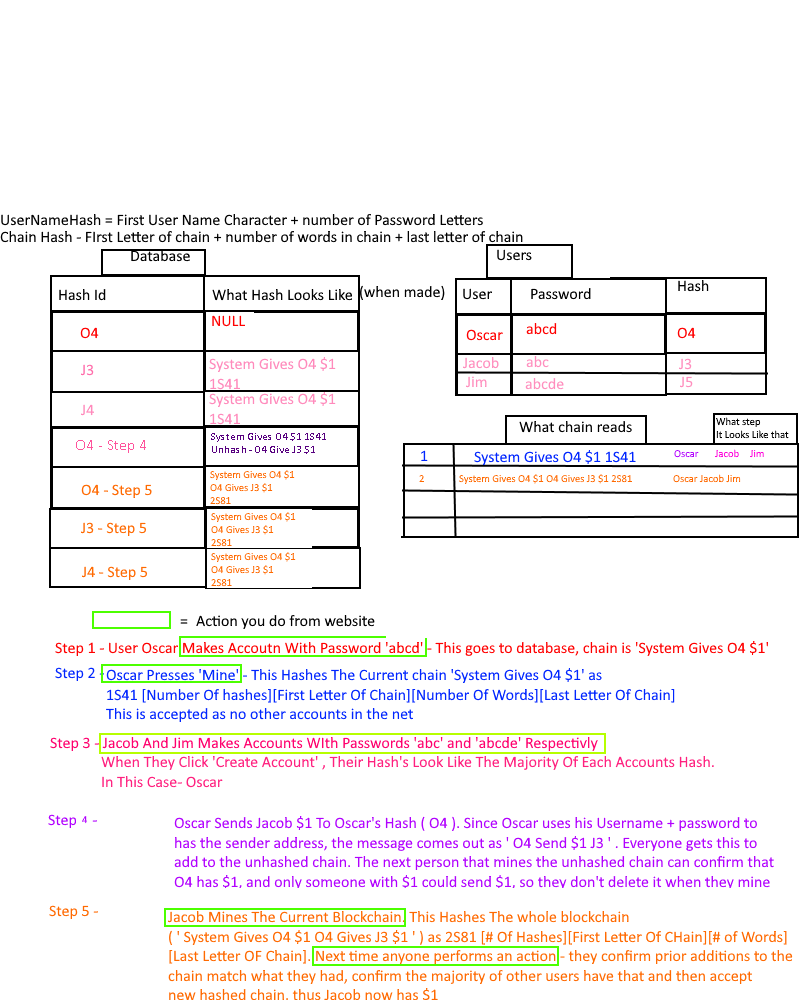 UserNameHash = First User Name Character + number of Password Letters
Chain Hash - FIrst Letter of chain + number of words in chain + last letter of chain
Database
Users
Hash Id
What Hash Looks Like
(when made)
User
Password
Hash
O4
NULL
Oscar
abcd
O4
J3
System Gives O4 $1
1S41
Jacob
abc
J3
Jim
abcde
J5
J4
System Gives O4 $1
1S41
What chain reads
What step
It Looks Like that
O4 - Step 4
System Gives O4 $1 1S41
Unhash - O4 Give J3 $1
1
System Gives O4 $1 1S41
Oscar
Jacob
Jim
O4 - Step 5
System Gives O4 $1
O4 Gives J3 $1
2S81
2
System Gives O4 $1 O4 Gives J3 $1 2S81
Oscar Jacob Jim
J3 - Step 5
System Gives O4 $1
O4 Gives J3 $1
2S81
J4 - Step 5
System Gives O4 $1
O4 Gives J3 $1
2S81
= Action you do from website
Step 1 - User Oscar Makes Accoutn With Password 'abcd' - This goes to database, chain is 'System Gives O4 $1'
Step 2 - Oscar Presses 'Mine' - This Hashes The Current chain 'System Gives O4 $1' as
1S41 [Number Of hashes][First Letter Of Chain][Number Of Words][Last Letter Of Chain]
This is accepted as no other accounts in the net
Step 3 - Jacob And Jim Makes Accounts WIth Passwords 'abc' and 'abcde' Respectivly
When They Click 'Create Account' , Their Hash's Look Like The Majority Of Each Accounts Hash.
In This Case- Oscar
Step 4 - Oscar Sends Jacob $1 To Oscar's Hash ( O4 ). Since Oscar uses his Username + password to
has the sender address, the message comes out as ' O4 Send $1 J3 ' . Everyone gets this to
add to the unhashed chain. The next person that mines the unhashed chain can confirm that
O4 has $1, and only someone with $1 could send $1, so they don't delete it when they mine
Step 5 - Jacob Mines The Current Blockchain. This Hashes The whole blockchain
( ' System Gives O4 $1 O4 Gives J3 $1 ' ) as 2S81 [# Of Hashes][First Letter Of CHain][# of Words]
[Last Letter OF Chain]. Next time anyone performs an action - they confirm prior additions to the
chain match what they had, confirm the majority of other users have that and then accept
new hashed chain, thus Jacob now has $1